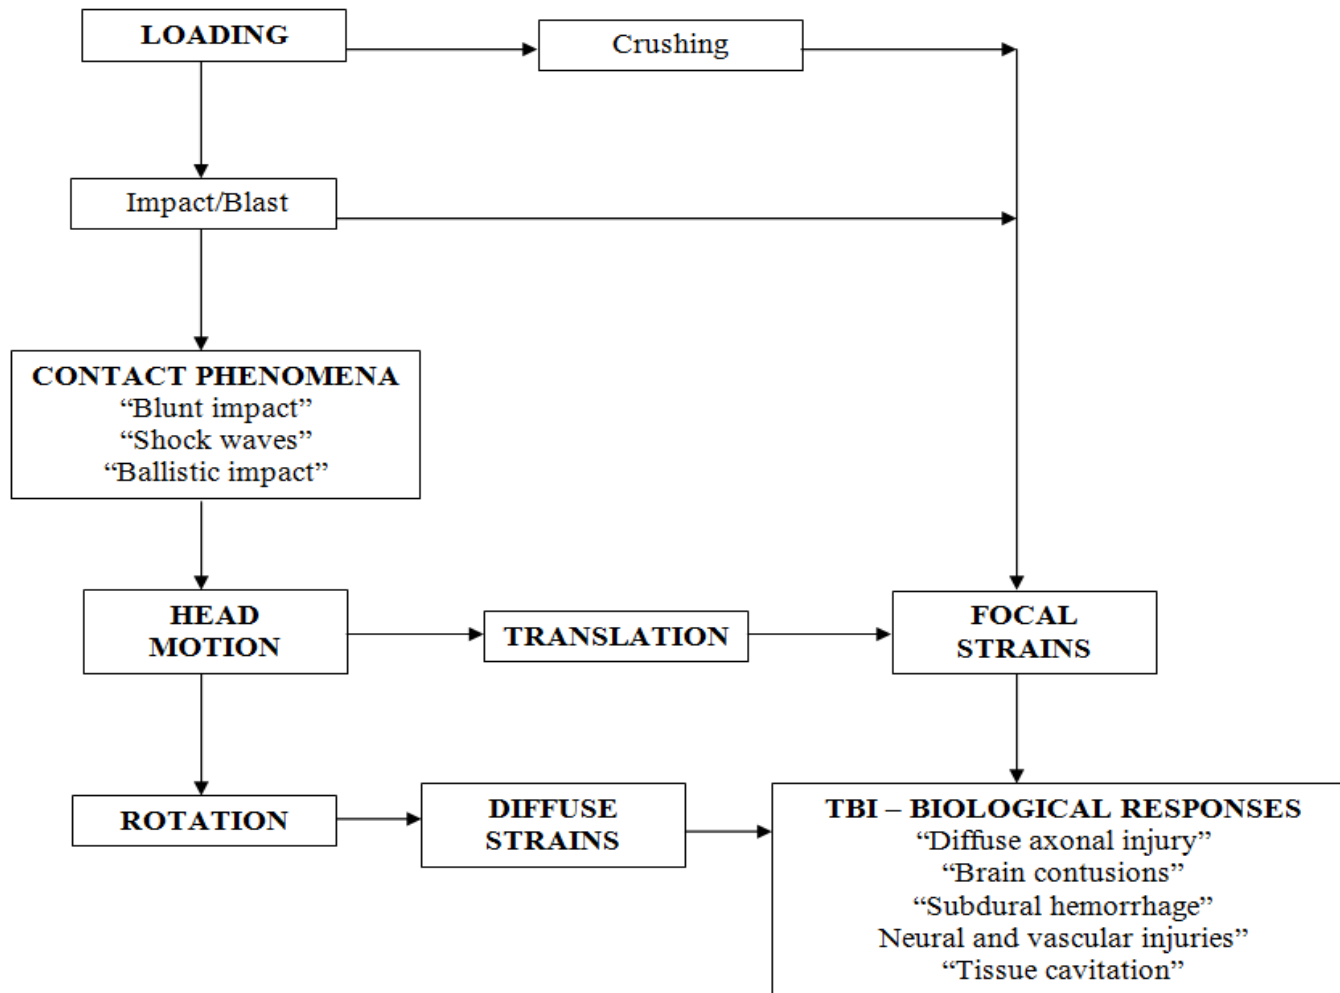 LOADING
Crushing
Impact/Blast
CONTACT PHENOMENA
“Blunt impact”
“Shock waves”
“Ballistic impact”
HEAD
MOTION
TRANSLATION
FOCAL
STRAINS
ROTATION
DIFFUSE
STRAINS
TBI – BIOLOGICAL RESPONSES
“Diffuse axonal injury”
“Brain contusions”
“Subdural hemorrhage”
Neural and vascular injuries”
“Tissue cavitation”